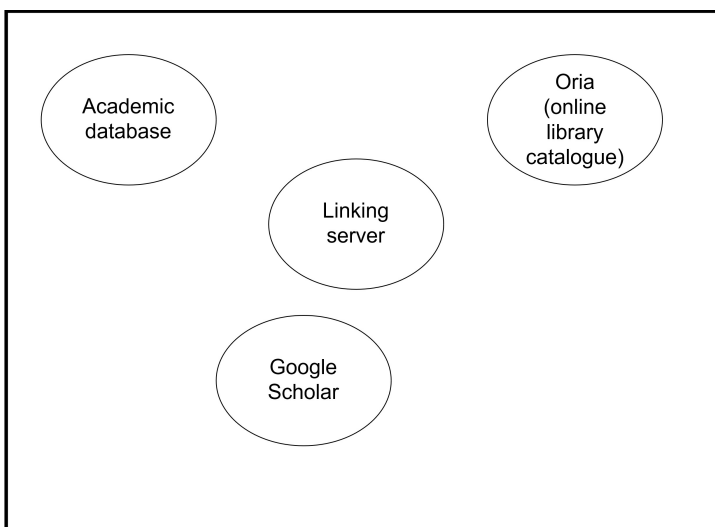 Academic
database
Oria
(online
library
catalogue)
Linking
server
Google
Scholar